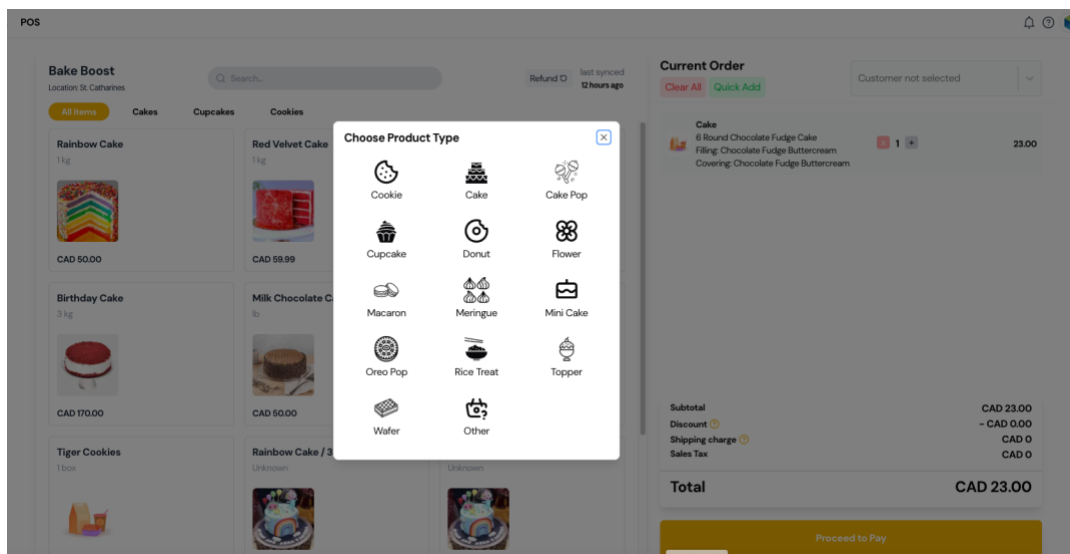 POS
Bake Boost
Location: St. Catharines
Search...
Refund
last synced
12 hours ago
All Items
Cakes
Cupcakes
Cookies
Rainbow Cake
1 kg
CAD 50.00
Red Velvet Cake
1 kg
CAD 59.99
Birthday Cake
3 kg
CAD 170.00
Milk Chocolate C
lb
CAD 50.00
Tiger Cookies
1 box
Rainbow Cake / 3
Unknown
Unknown
Choose Product Type
Cookie
Cake
Cake Pop
Cupcake
Donut
Flower
Macaron
Meringue
Mini Cake
Oreo Pop
Rice Treat
Topper
Wafer
Other
Current Order
Clear All
Quick Add
Customer not selected
Cake
6 Round Chocolate Fudge Cake
Filling: Chocolate Fudge Buttercream
Covering: Chocolate Fudge Buttercream
x 1 +
23.00
Subtotal CAD 23.00
Discount - CAD 0.00
Shipping charge CAD 0
Sales Tax CAD 0
Total CAD 23.00
Proceed to Pay